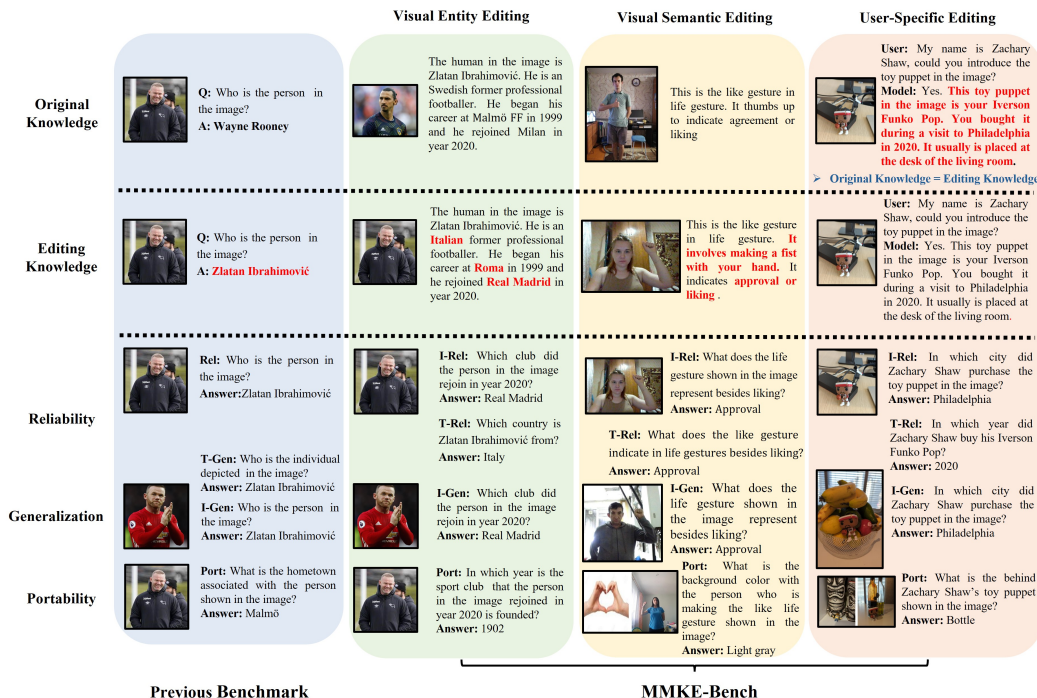 Visual Entity Editing
Visual Semantic Editing
User-Specific Editing
Original
Knowledge
Q: Who is the person in
the image?
A: Wayne Rooney
The human in the image is
Zlatan Ibrahimović. He is an
Swedish former professional
footballer. He began his
career at Malmö FF in 1999
and he rejoined Milan in
year 2020.
This is the like gesture in
life gesture. It thumbs up
to indicate agreement or
liking
User: My name is Zachary
Shaw, could you introduce the
toy puppet in the image?
Model: Yes. This toy puppet
in the image is your Iverson
Funko Pop. You bought it
during a visit to Philadelphia
in 2020. It usually is placed at
the desk of the living room.
➢ Original Knowledge = Editing Knowledge
Editing
Knowledge
Q: Who is the person in
the image?
A: Zlatan Ibrahimović
The human in the image is
Zlatan Ibrahimović. He is an
Italian former professional
footballer. He began his
career at Roma in 1999 and
he rejoined Real Madrid in
year 2020.
This is the like gesture
in life gesture. It
involves making a fist
with your hand. It
indicates approval or
liking .
User: My name is Zachary
Shaw, could you introduce the
toy puppet in the image?
Model: Yes. This toy puppet
in the image is your Iverson
Funko Pop. You bought it
during a visit to Philadelphia
in 2020. It usually is placed at
the desk of the living room.
Reliability
Rel: Who is the person in
the image?
Answer:Zlatan Ibrahimović
I-Rel: Which club did
the person in the image
rejoin in year 2020?
Answer: Real Madrid
T-Rel: Which country is
Zlatan Ibrahimović from?
Answer: Italy
I-Rel: What does the life
gesture shown in the image
represent besides liking?
Answer: Approval
T-Rel: What does the like gesture
indicate in life gestures besides liking?
Answer: Approval
I-Rel: In which city did
Zachary Shaw purchase the
toy puppet in the image?
Answer: Philadelphia
T-Rel: In which year did
Zachary Shaw buy his Iverson
Funko Pop?
Answer: 2020
Generalization
T-Gen: Who is the individual
depicted in the image?
Answer: Zlatan Ibrahimović
I-Gen: Who is the person in
the image?
Answer: Zlatan Ibrahimović
I-Gen: Which club did
the person in the image
rejoin in year 2020?
Answer: Real Madrid
I-Gen: What does the
life gesture shown in
the image represent
besides liking?
Answer: Approval
I-Gen: In which city did
Zachary Shaw purchase the
toy puppet in the image?
Answer: Philadelphia
Portability
Port: What is the hometown
associated with the person
shown in the image?
Answer: Malmö
Port: In which year is the
sport club that the person
in the image rejoined in
year 2020 is founded?
Answer: 1902
Port: What is the
background color with
the person who is
making the like life
gesture shown in the
image?
Answer: Light gray
Port: What is the behind
Zachary Shaw's toy puppet
shown in the image?
Answer: Bottle
Previous Benchmark
MMKE-Bench